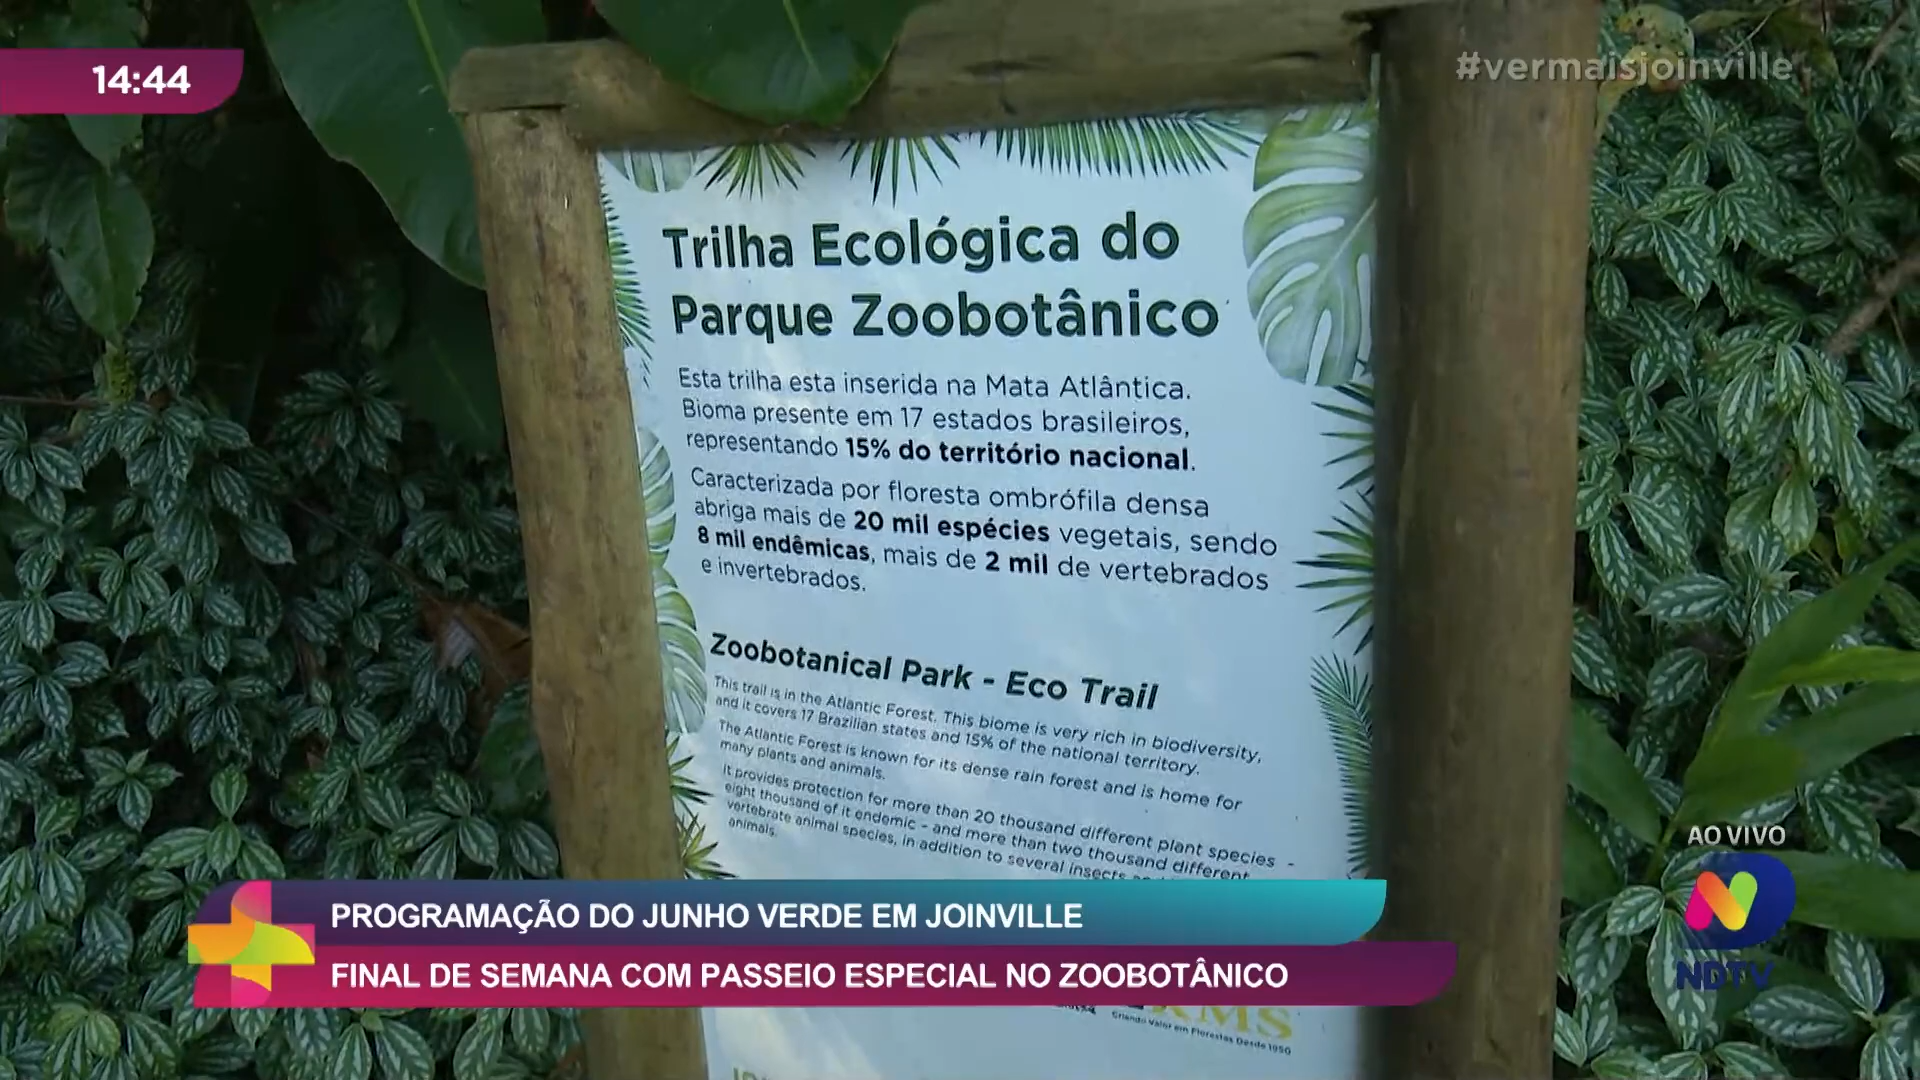 14:44
#vermaisjoinville
Trilha Ecológica do
Parque Zoobotânico
Esta trilha esta inserida na Mata Atlântica.
Bioma presente em 17 estados brasileiros,
representando 15% do território nacional.
Caracterizada por floresta ombrófila densa
abriga mais de 20 mil espécies vegetais, sendo
8 mil endêmicas, mais de 2 mil de vertebrados
e invertebrados.
Zoobotanical Park - Eco Trail
This trail is in the Atlantic Forest. This biome is very rich in biodiversity,
and it covers 17 Brazilian states and 15% of the national territory.
The Atlantic Forest is known for its dense rain forest and is home for
many plants and animals.
It provides protection for more than 20 thousand different plant species -
eight thousand of it endemic - and more than two thousand different
vertebrate animal species, in addition to several insects
animals.
AO VIVO
NDTV
PROGRAMAÇÃO DO JUNHO VERDE EM JOINVILLE
FINAL DE SEMANA COM PASSEIO ESPECIAL NO ZOOBOTÂNICO
Criando Valor em Florestas Desde 1950